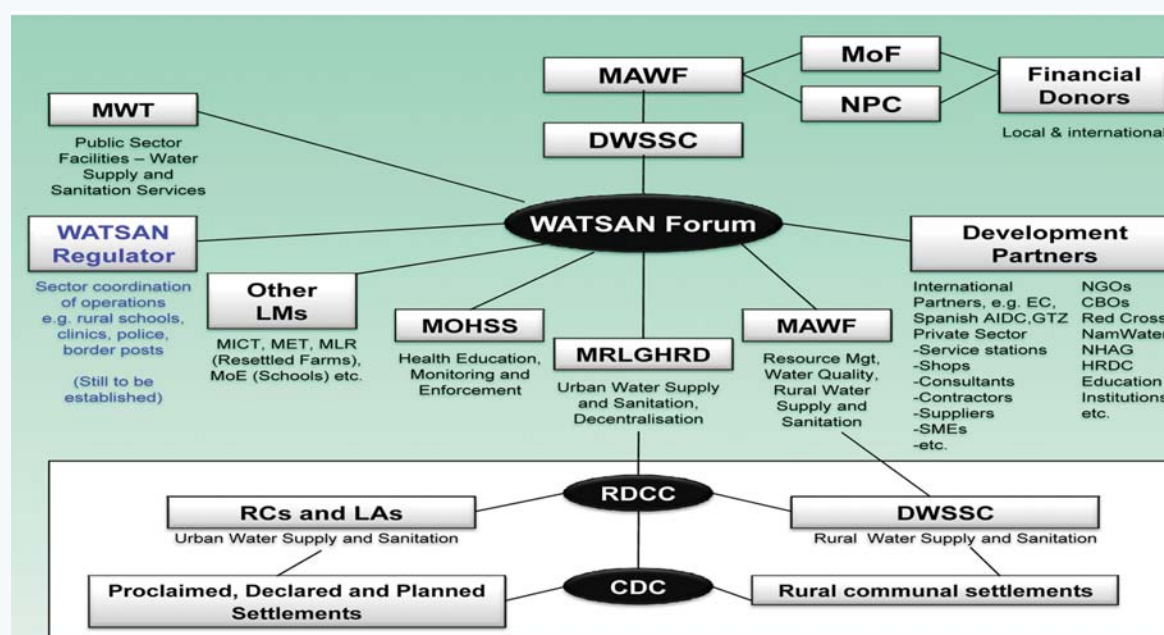 MAWF
MoF
NPC
Financial
Donors
Local & international
MWT
Public Sector
Facilities – Water
Supply and
Sanitation Services
DWSSC
WATSAN Forum
WATSAN
Regulator
Sector coordination
of operations
e.g. rural schools,
clinics, police,
border posts
(Still to be
established)
Other
LMs
MICT, MET, MLR
(Resettled Farms),
MoE (Schools) etc.
MOHSS
Health Education,
Monitoring and
Enforcement
MRLGHRD
Urban Water Supply
and Sanitation,
Decentralisation
MAWF
Resource Mgt,
Water Quality,
Rural Water
Supply and
Sanitation
Development
Partners
International
Partners, e.g. EC,
Spanish AIDC,GTZ
Private Sector
-Service stations
-Shops
-Consultants
-Contractors
-Suppliers
-SMEs
-etc.
NGOs
CBOs
Red Cross
NamWater
NHAG
HRDC
Education
Institutions
etc.
RDCC
RCs and LAs
Urban Water Supply and Sanitation
DWSSC
Rural Water Supply and Sanitation
Proclaimed, Declared and Planned
Settlements
CDC
Rural communal settlements